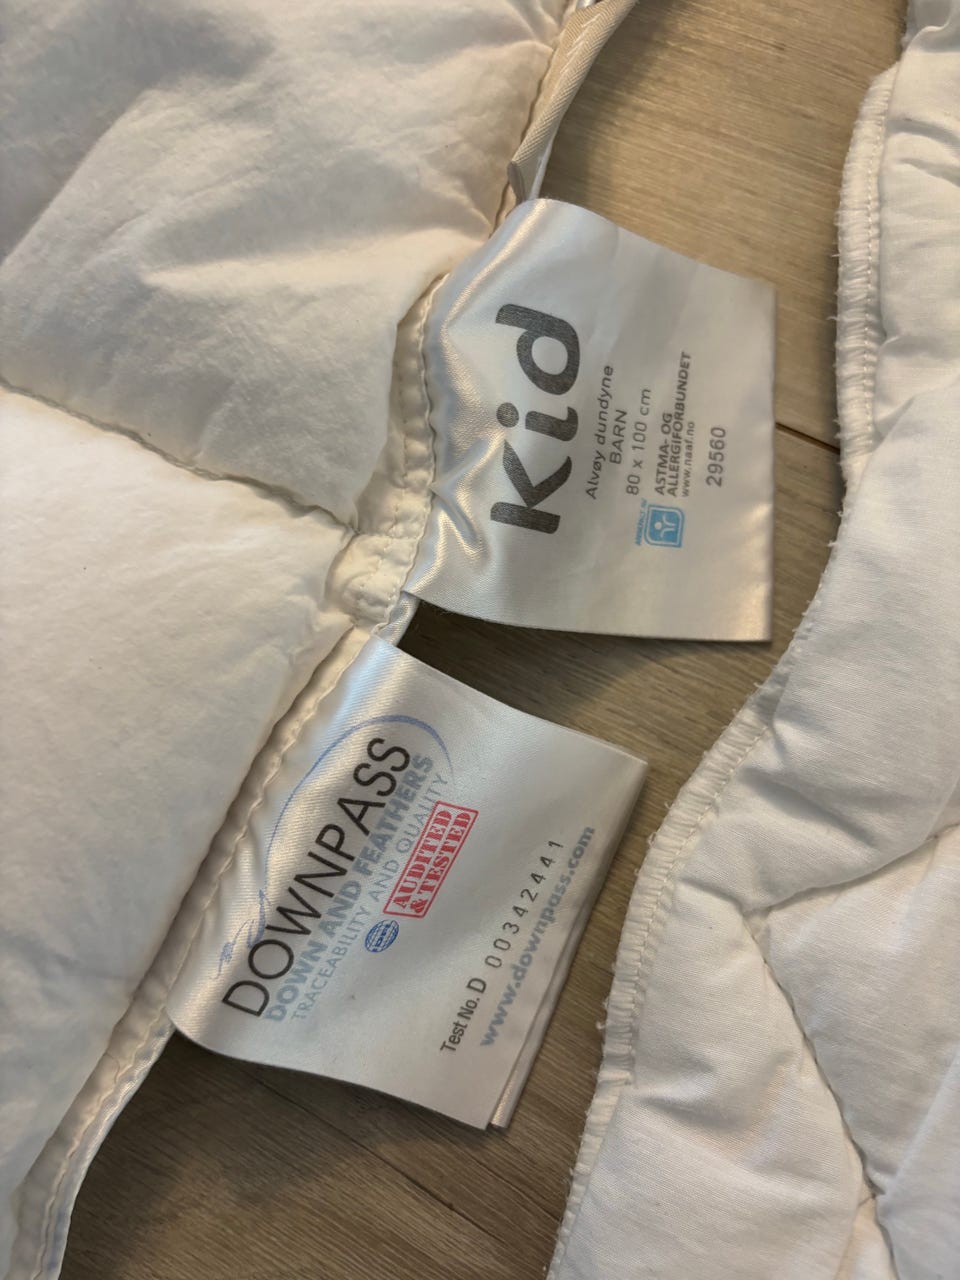 Kid
Alvøy dundyne
BARN
80 x 100 cm
ASTMA- OG
ALLERGIFORBUNDET
www.naaf.no
29560
DOWNPASS
DOWN AND FEATHERS
TRACEABILITY AND QUALITY
AUDITED
& TESTED
Test No. D 00342441
www.downpass.com